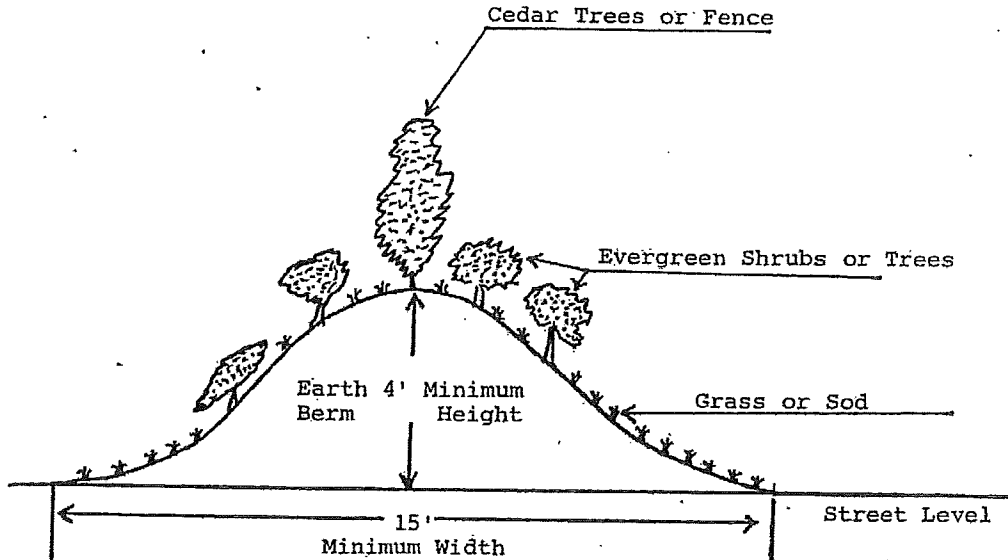 Cedar Trees or Fence
Evergreen Shrubs or Trees
Earth 4' Minimum
Berm Height
Grass or Sod
15'
Street Level
Minimum Width